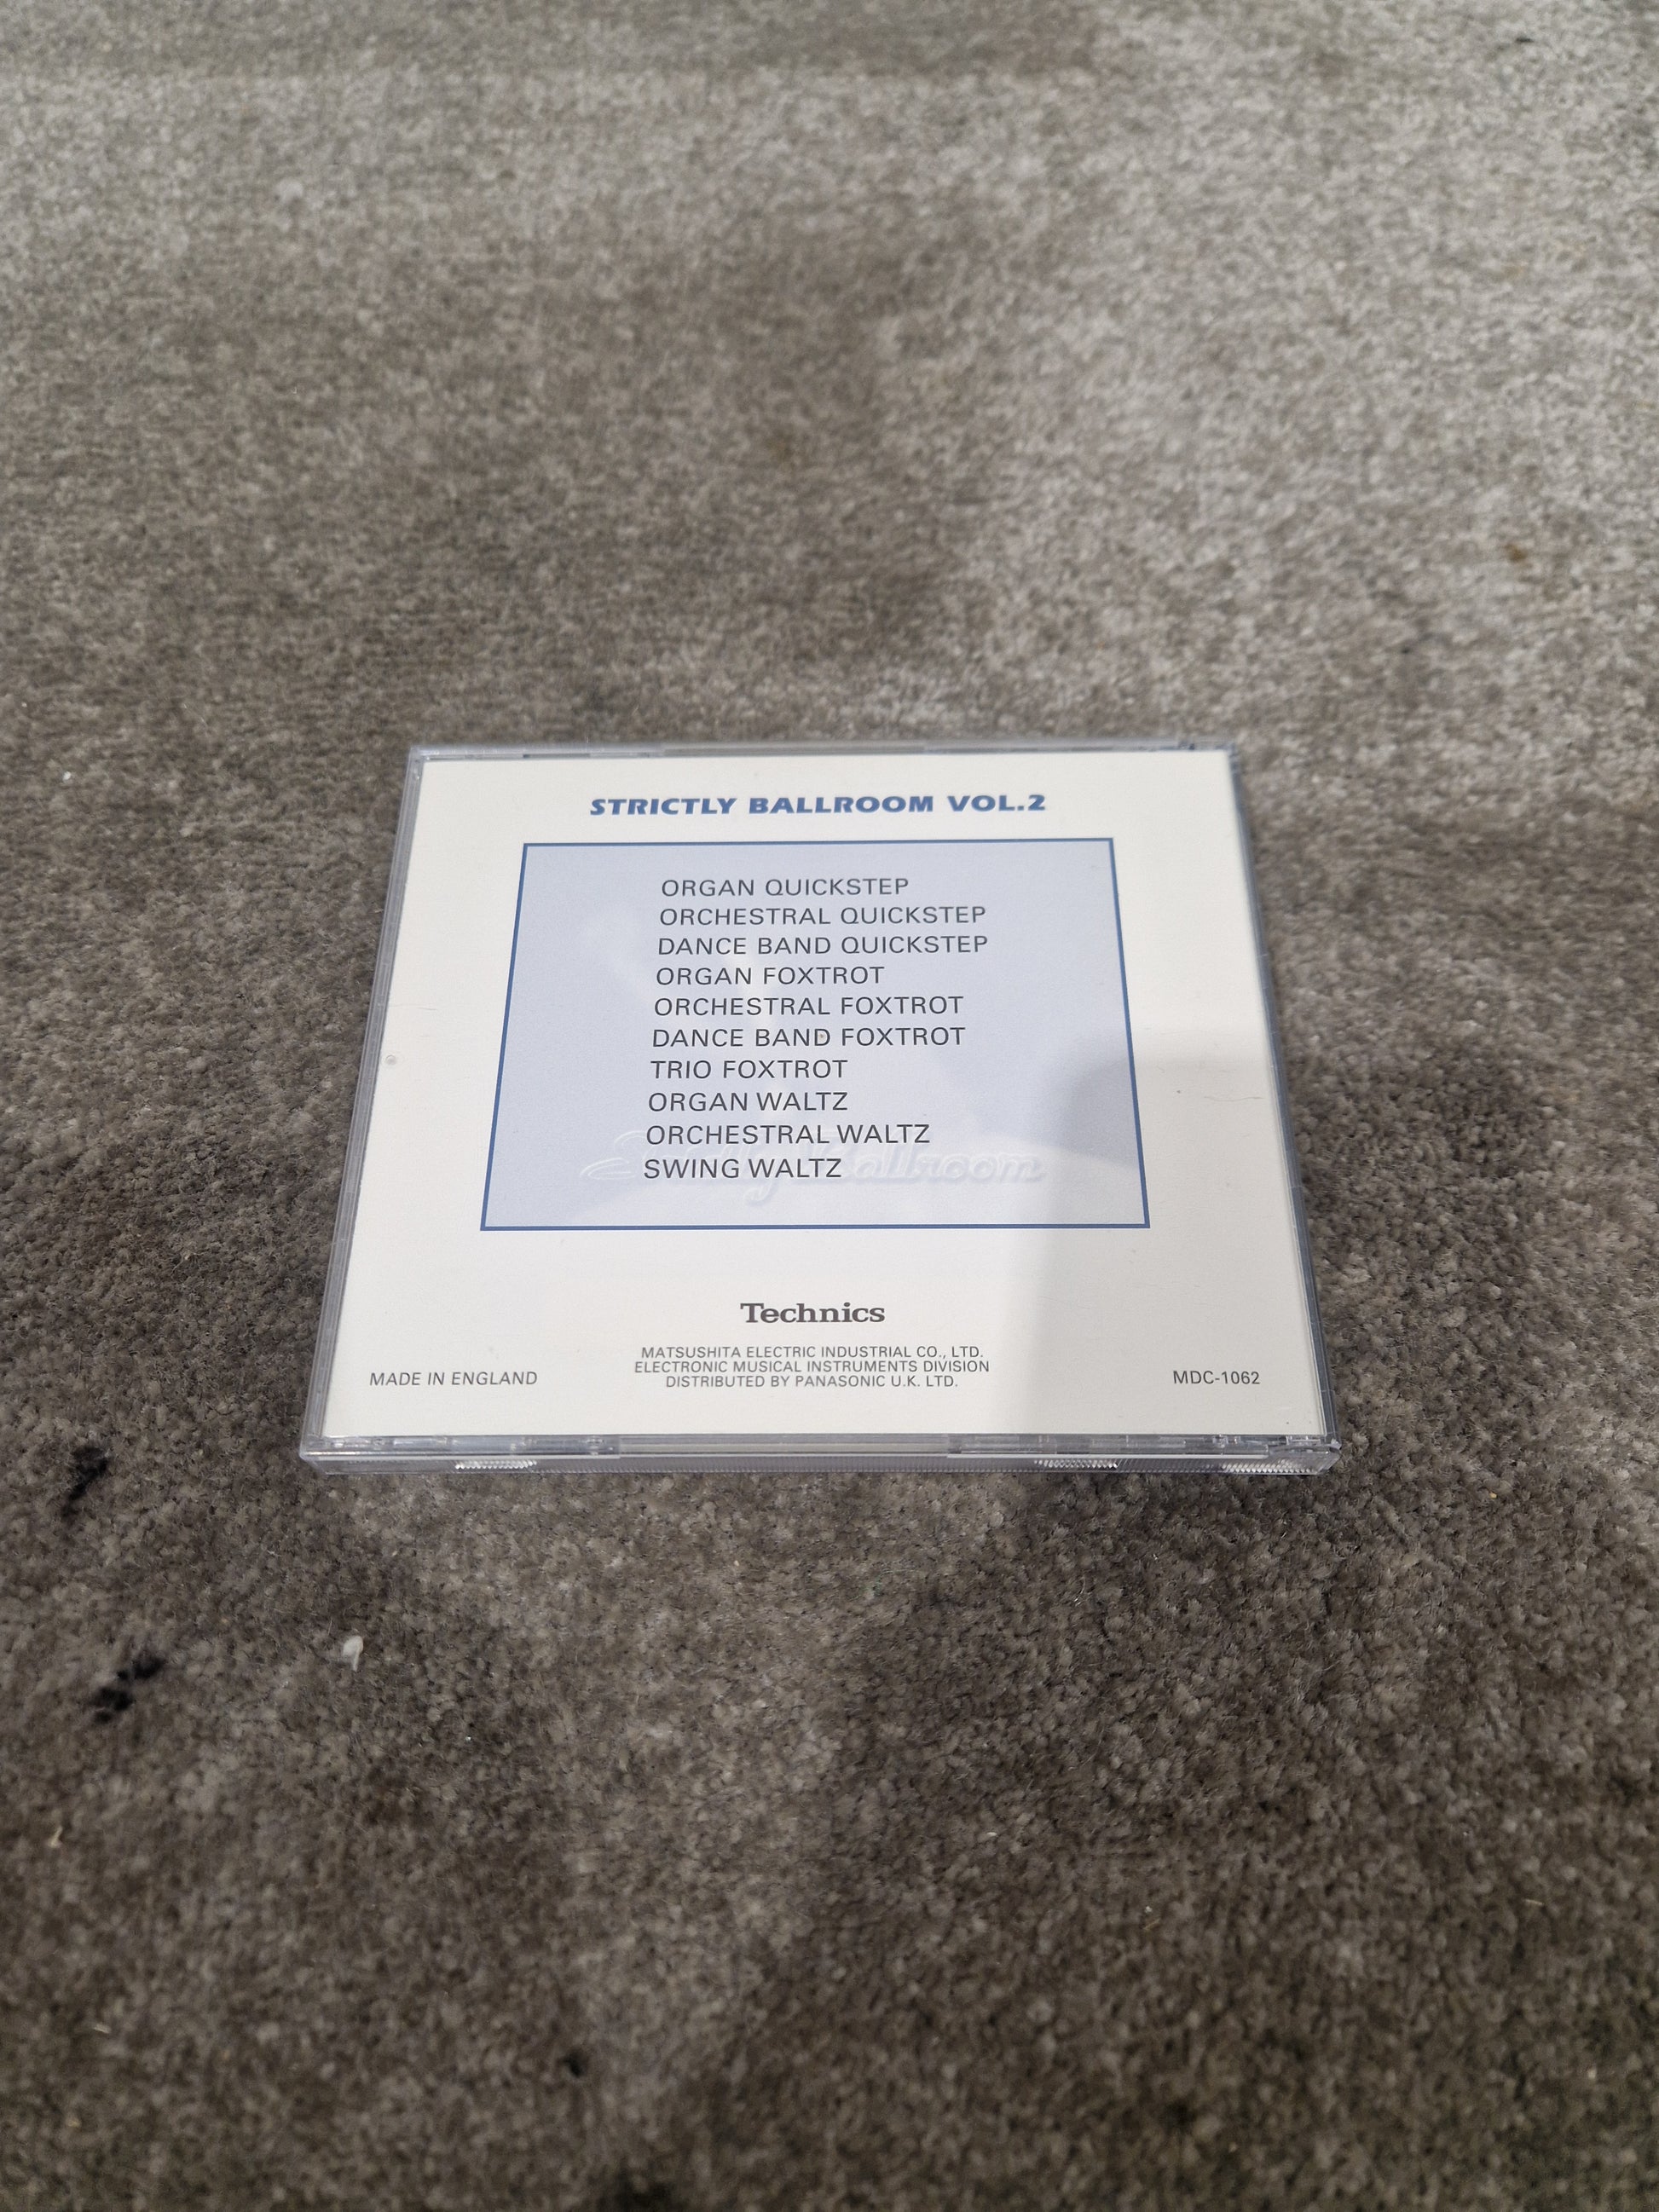 STRICTLY BALLROOM VOL.2
ORGAN QUICKSTEP
ORCHESTRAL QUICKSTEP
DANCE BAND QUICKSTEP
ORGAN FOXTROT
ORCHESTRAL FOXTROT
DANCE BAND FOXTROT
TRIO FOXTROT
ORGAN WALTZ
ORCHESTRAL WALTZ
SWING WALTZ
Strictly Ballroom
Technics
MATSUSHITA ELECTRIC INDUSTRIAL CO., LTD.
ELECTRONIC MUSICAL INSTRUMENTS DIVISION
DISTRIBUTED BY PANASONIC U.K. LTD.
MADE IN ENGLAND
MDC-1062